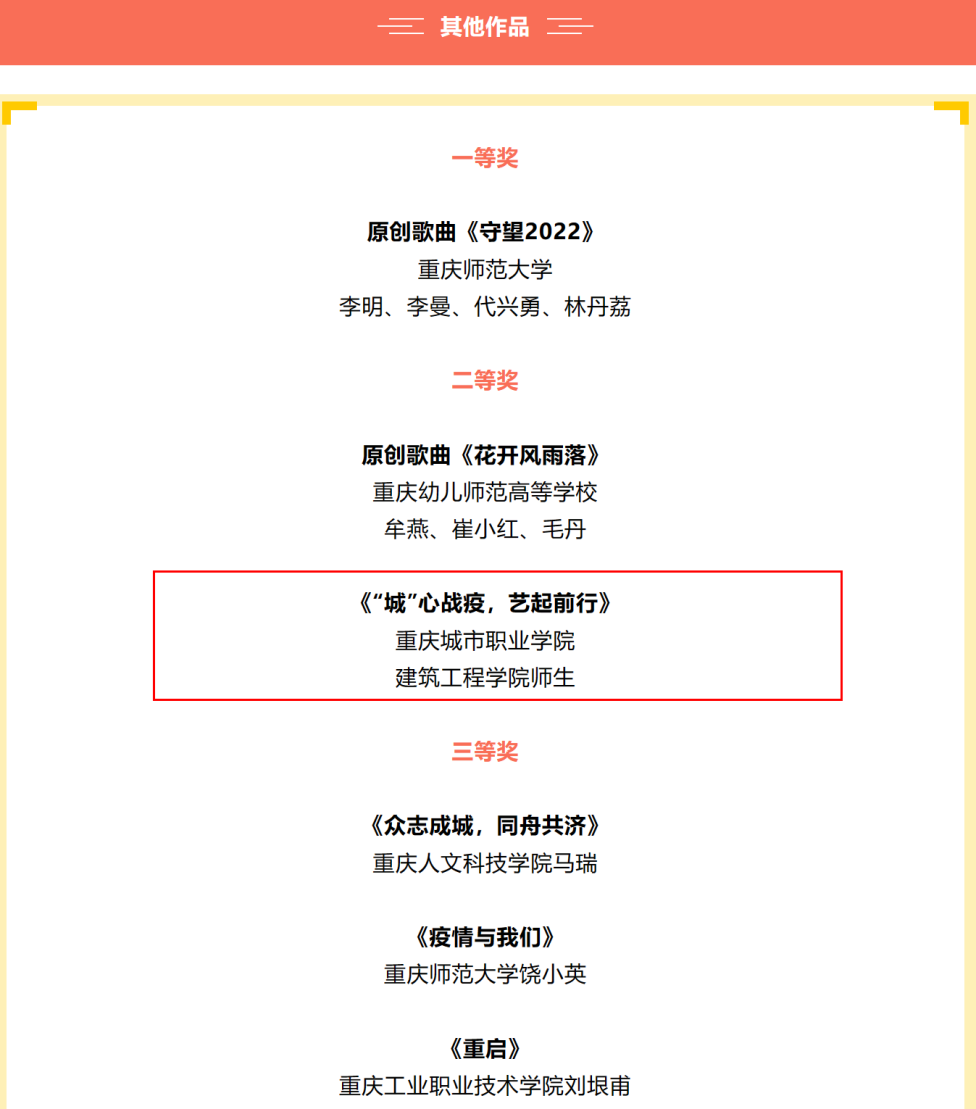 其他作品
一等奖
原创歌曲《守望2022》
重庆师范大学
李明、李曼、代兴勇、林丹荔
二等奖
原创歌曲《花开风雨落》
重庆幼儿师范高等学校
牟燕、崔小红、毛丹
《“城”心战疫，艺起前行》
重庆城市职业学院
建筑工程学院师生
三等奖
《众志成城，同舟共济》
重庆人文科技学院马瑞
《疫情与我们》
重庆师范大学饶小英
《重启》
重庆工业职业技术学院刘垠甫